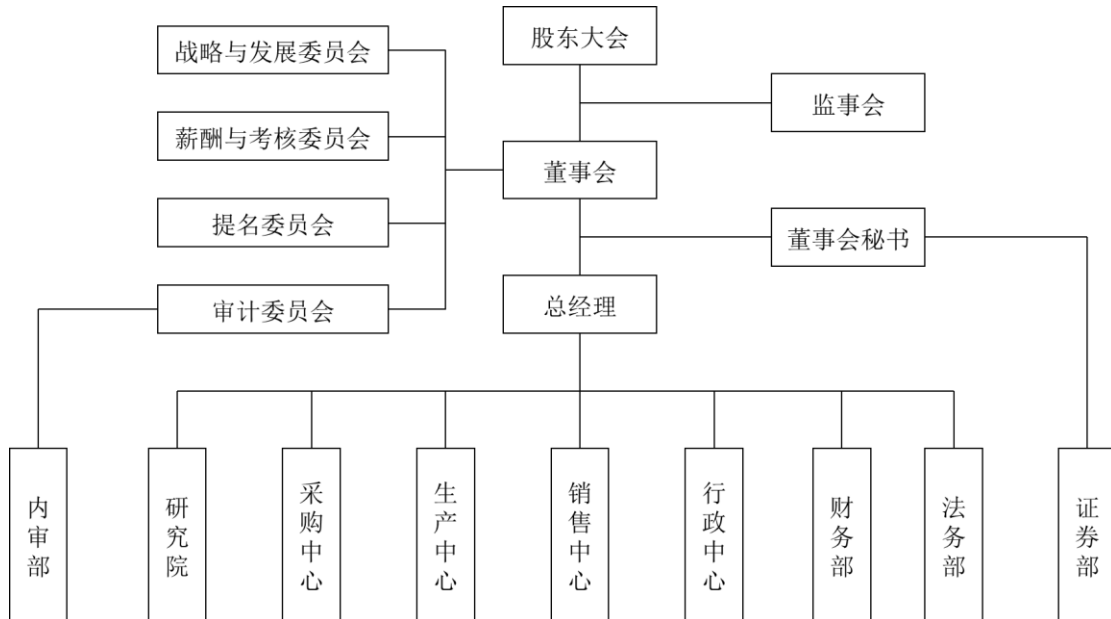 股东大会
战略与发展委员会
监事会
薪酬与考核委员会
董事会
提名委员会
董事会秘书
审计委员会
总经理
内审部
研究院
采购中心
生产中心
销售中心
行政中心
财务部
法务部
证券部